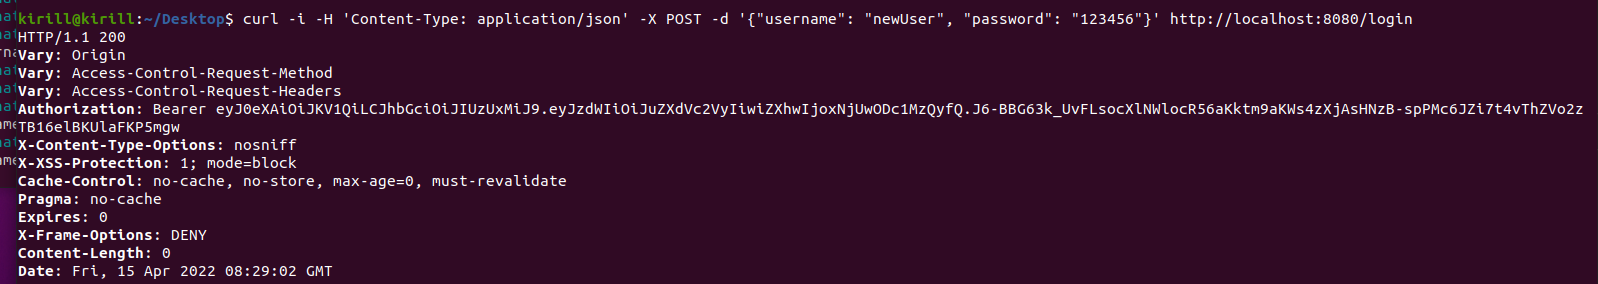 kirill@kirill:~/Desktop$ curl -i -H 'Content-Type: application/json' -X POST -d '{"username": "newUser", "password": "123456"}' http://localhost:8080/login
HTTP/1.1 200
Vary: Origin
Vary: Access-Control-Request-Method
Vary: Access-Control-Request-Headers
Authorization: Bearer eyJ0eXAiOiJKV1QiLCJhbGciOiJIUzUxMiJ9.eyJzdWIiOiJuZXdVc2VyIiwiZXhwIjoxNjUwODc1MzQyfQ.J6-BBG63k_UvFLsocXlNWlocR56aKktm9aKWs4zXjAsHNzB-spPMc6JZi7t4vThZVo2z
TB16elBKUlaFKP5mgw
X-Content-Type-Options: nosniff
X-XSS-Protection: 1; mode=block
Cache-Control: no-cache, no-store, max-age=0, must-revalidate
Pragma: no-cache
Expires: 0
X-Frame-Options: DENY
Content-Length: 0
Date: Fri, 15 Apr 2022 08:29:02 GMT